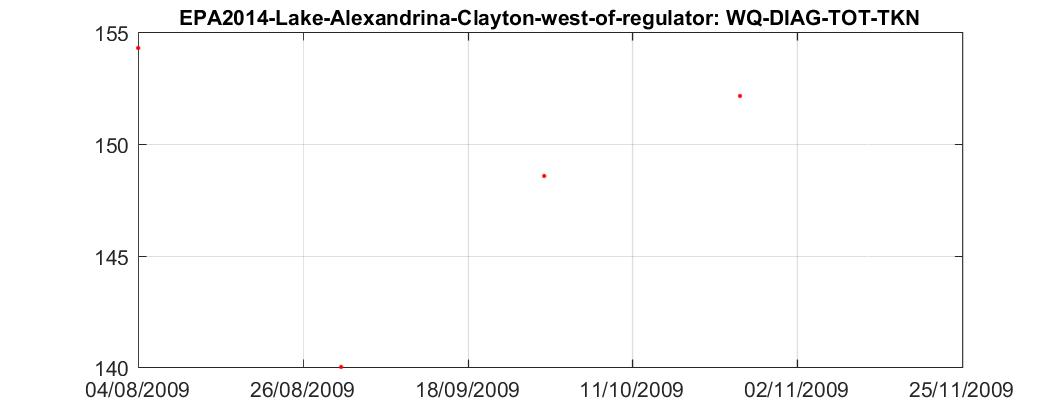 EPA2014-Lake-Alexandrina-Clayton-west-of-regulator: WQ-DIAG-TOT-TKN
155
150
145
140
04/08/2009 26/08/2009 18/09/2009 11/10/2009 02/11/2009 25/11/2009